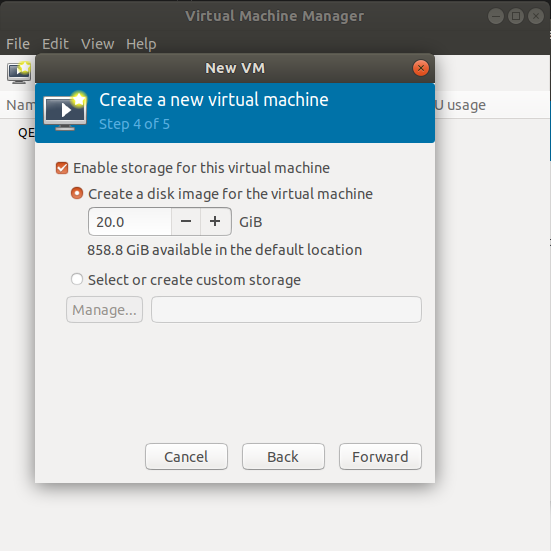 Virtual Machine Manager
File Edit View Help
New VM
Create a new virtual machine
Step 4 of 5
Enable storage for this virtual machine
Create a disk image for the virtual machine
20.0 − + GiB
858.8 GiB available in the default location
Select or create custom storage
Manage...
Cancel Back Forward
Nam
U usage
QE